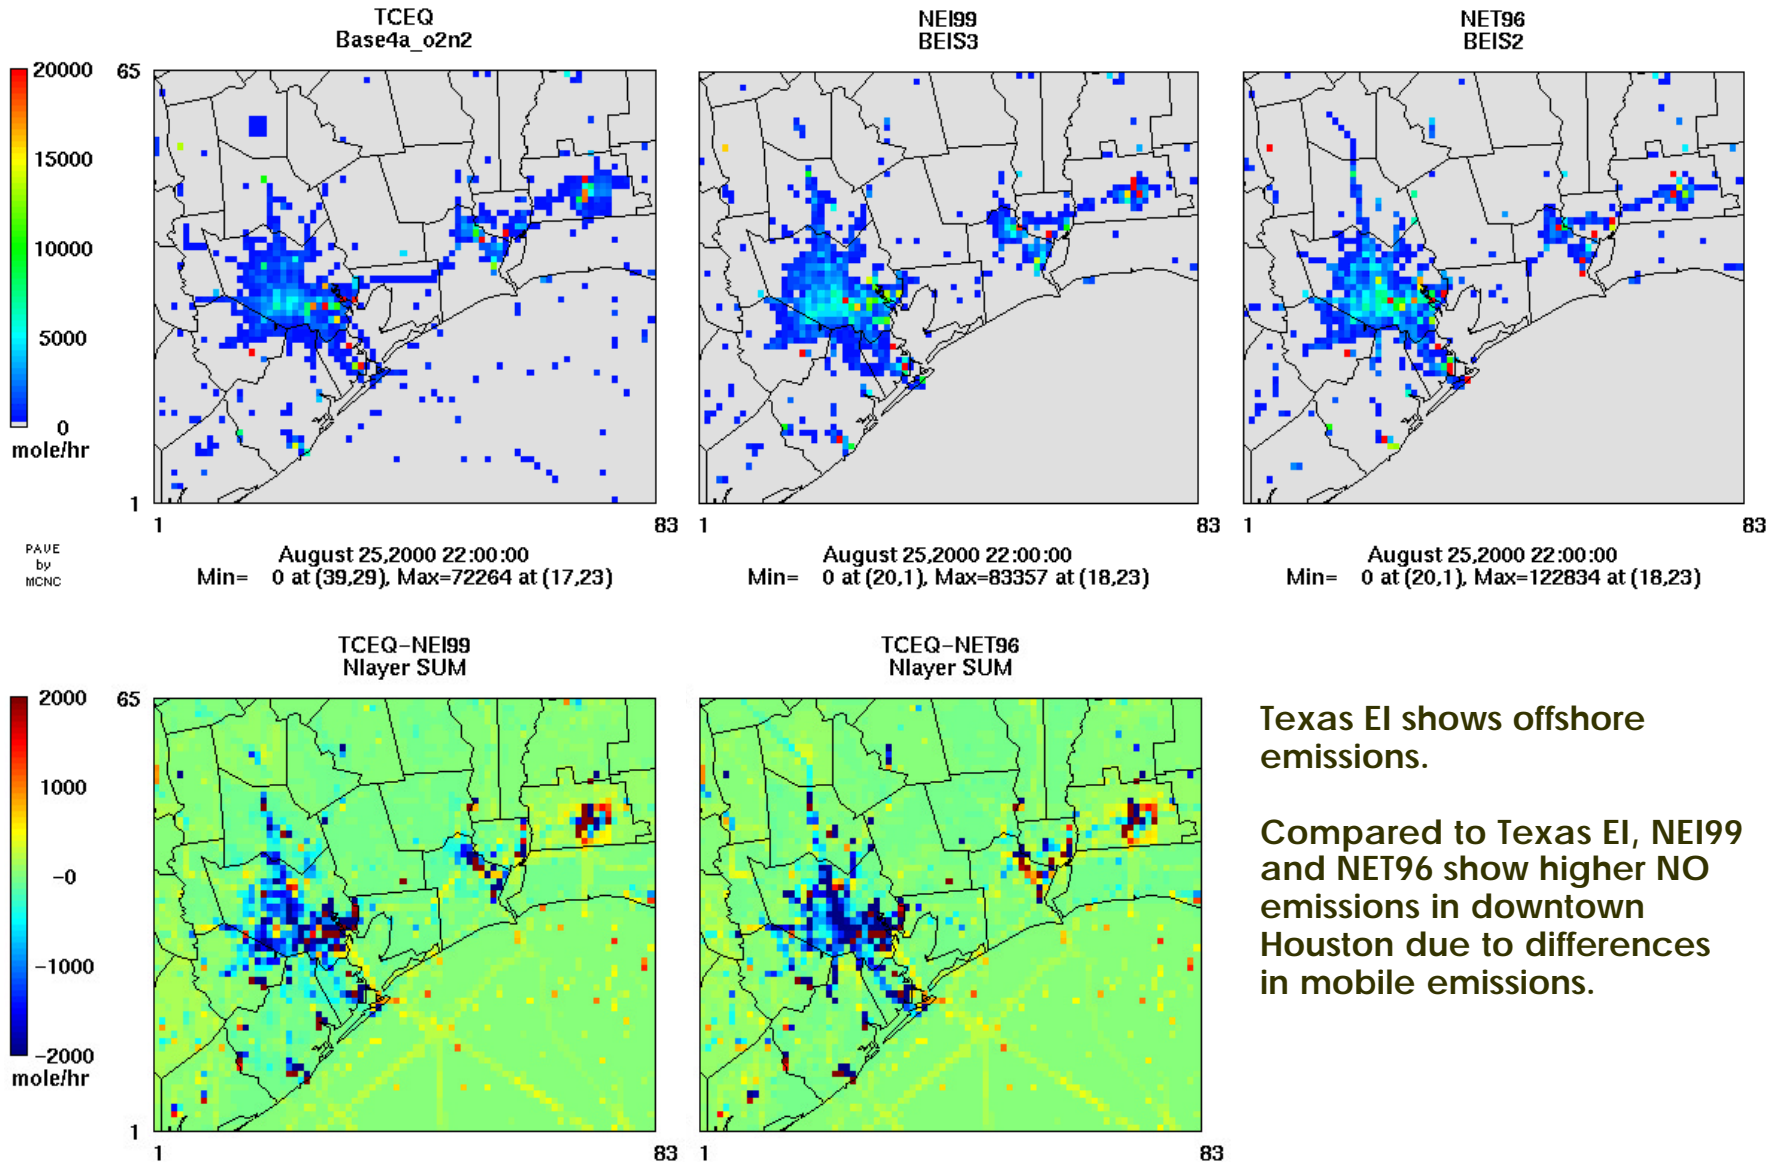 TCEQ
Base4a_o2n2
NEI99
BEIS3
NET96
BEIS2
20000
15000
10000
5000
0
mole/hr
65
1
1
83
1
83
1
83
PAVE
by
MCNC
August 25,2000 22:00:00
Min= 0 at (39,29), Max=72264 at (17,23)
August 25,2000 22:00:00
Min= 0 at (20,1), Max=83357 at (18,23)
August 25,2000 22:00:00
Min= 0 at (20,1), Max=122834 at (18,23)
TCEQ-NEI99
Nlayer SUM
TCEQ-NET96
Nlayer SUM
2000
1000
-0
-1000
-2000
mole/hr
65
1
1
83
1
83
Texas EI shows offshore
emissions.
Compared to Texas EI, NEI99
and NET96 show higher NO
emissions in downtown
Houston due to differences
in mobile emissions.